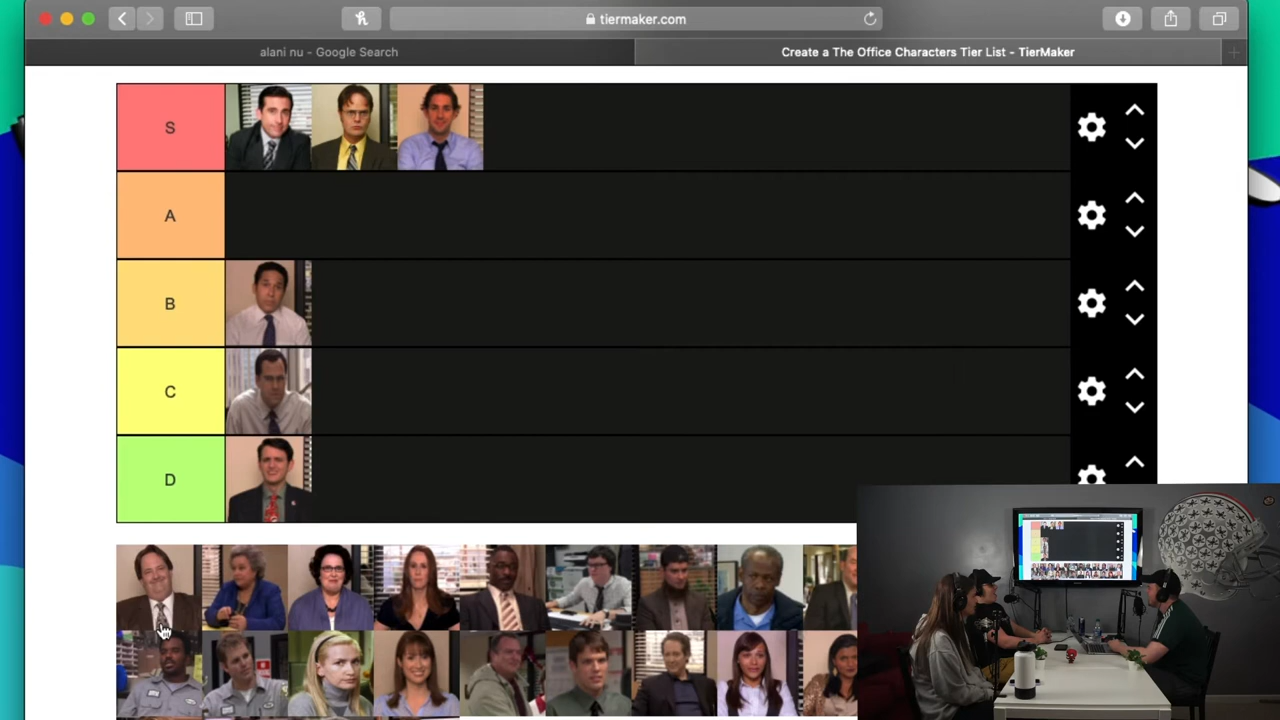 tiermaker.com
alani nu - Google Search
Create a The Office Characters Tier List - TierMaker
S
A
B
C
D